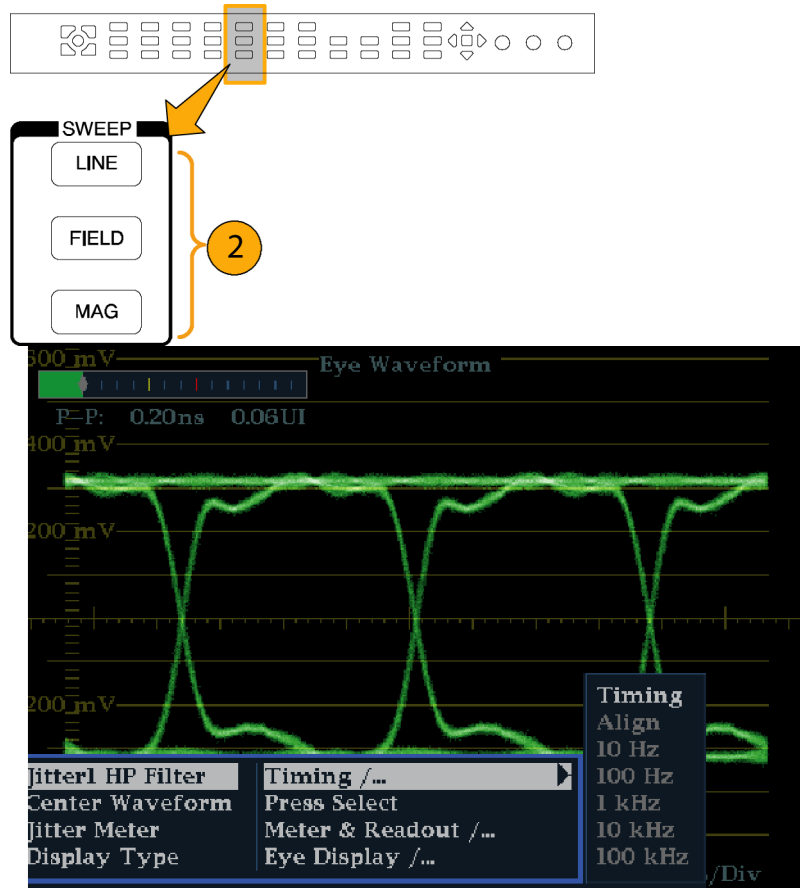 SWEEP
LINE
FIELD
MAG
2
500 mV
Eye Waveform
P-P: 0.20ns 0.06UI
400 mV
200 mV
200 mV
Timing
Align
10 Hz
100 Hz
1 kHz
10 kHz
100 kHz
Jitter1 HP Filter Timing /...
Center Waveform Press Select
Jitter Meter Meter & Readout /...
Display Type Eye Display /...
/Div